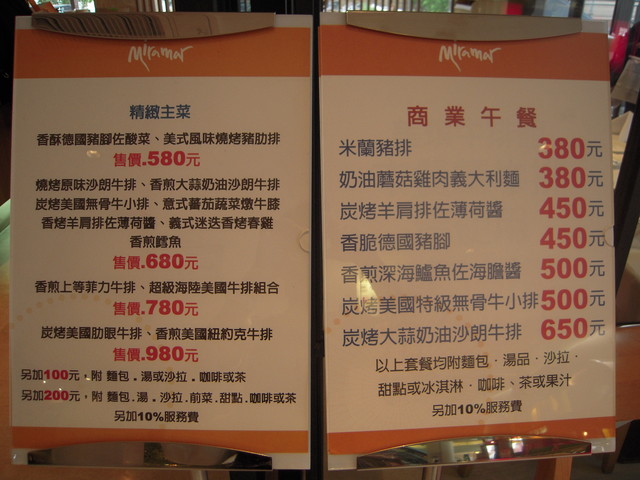 Miramar
精緻主菜
香酥德國豬腳佐酸菜、美式風味燒烤豬肋排
售價.580元
燒烤原味沙朗牛排、香煎大蒜奶油沙朗牛排
炭烤美國無骨牛小排、意式蕃茄蔬菜燉牛膝
香烤羊肩排佐薄荷醬、義式迷迭香烤春雞
香煎鱈魚
售價.680元
香煎上等菲力牛排、超級海陸美國牛排組合
售價.780元
炭烤美國肋眼牛排、香煎美國紐約克牛排
售價.980元
另加100元，附 麵包．湯或沙拉．咖啡或茶
另加200元，附 麵包．湯．沙拉．前菜．甜點．咖啡或茶
另加10%服務費
Miramar
商業午餐
米蘭豬排 380元
奶油蘑菇雞肉義大利麵 380元
炭烤羊肩排佐薄荷醬 450元
香脆德國豬腳 450元
香煎深海鱸魚佐海膽醬 500元
炭烤美國特級無骨牛小排 500元
炭烤大蒜奶油沙朗牛排 650元
以上套餐均附麵包．湯品．沙拉．
甜點或冰淇淋．咖啡、茶或果汁
另加10%服務費